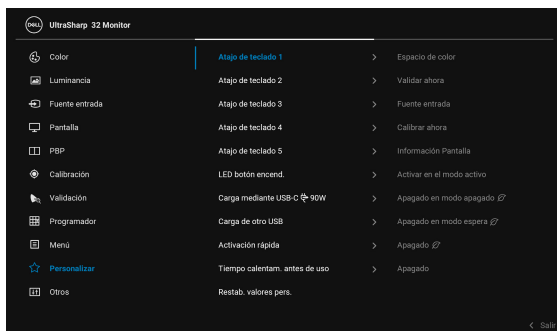 DELL UltraSharp 32 Monitor
Color Atajo de teclado 1 > Espacio de color
Luminancia Atajo de teclado 2 > Validar ahora
Fuente entrada Atajo de teclado 3 > Fuente entrada
Pantalla Atajo de teclado 4 > Calibrar ahora
PBP Atajo de teclado 5 > Información Pantalla
Calibración LED botón encend. > Activar en el modo activo
Validación Carga mediante USB-C 90W > Apagado en modo apagado
Programador Carga de otro USB > Apagado en modo espera
Menú Activación rápida > Apagado
Personalizar Tiempo calentam. antes de uso > Apagado
Otros Restab. valores pers.
< Salir